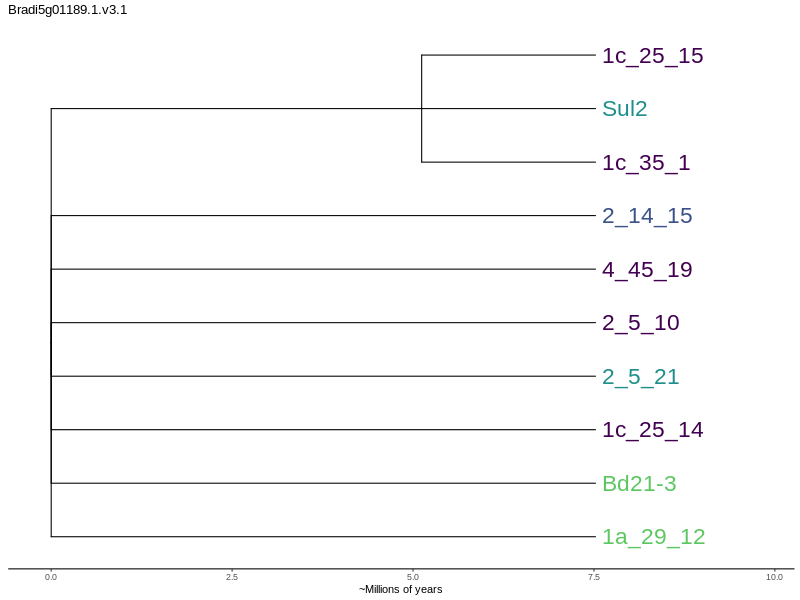 Bradi5g01189.1.v3.1
1c_25_15
Sul2
1c_35_1
2_14_15
4_45_19
2_5_10
2_5_21
1c_25_14
Bd21-3
1a_29_12
0.0 2.5 5.0 7.5 10.0
~Millions of years